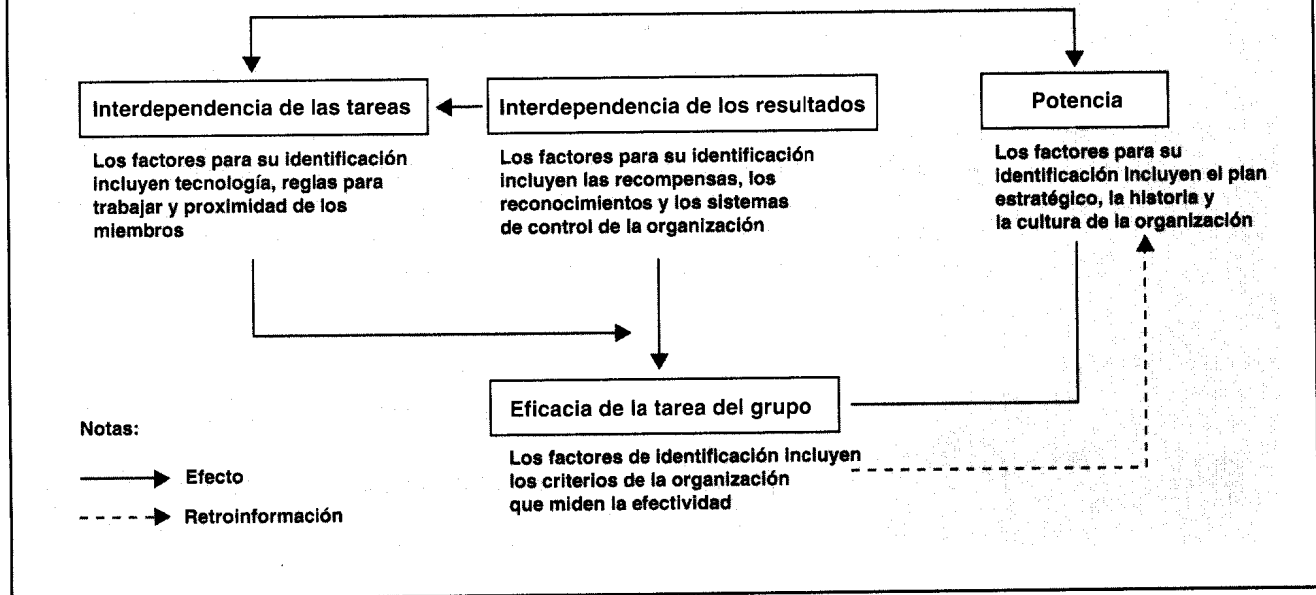 Interdependencia de las tareas
Los factores para su identificación
incluyen tecnología, reglas para
trabajar y proximidad de los
miembros
Interdependencia de los resultados
Los factores para su identificación
incluyen las recompensas, los
reconocimientos y los sistemas
de control de la organización
Potencia
Los factores para su
identificación incluyen el plan
estratégico, la historia y
la cultura de la organización
Eficacia de la tarea del grupo
Los factores de identificación incluyen
los criterios de la organización
que miden la efectividad
Notas:
Efecto
Retroinformación